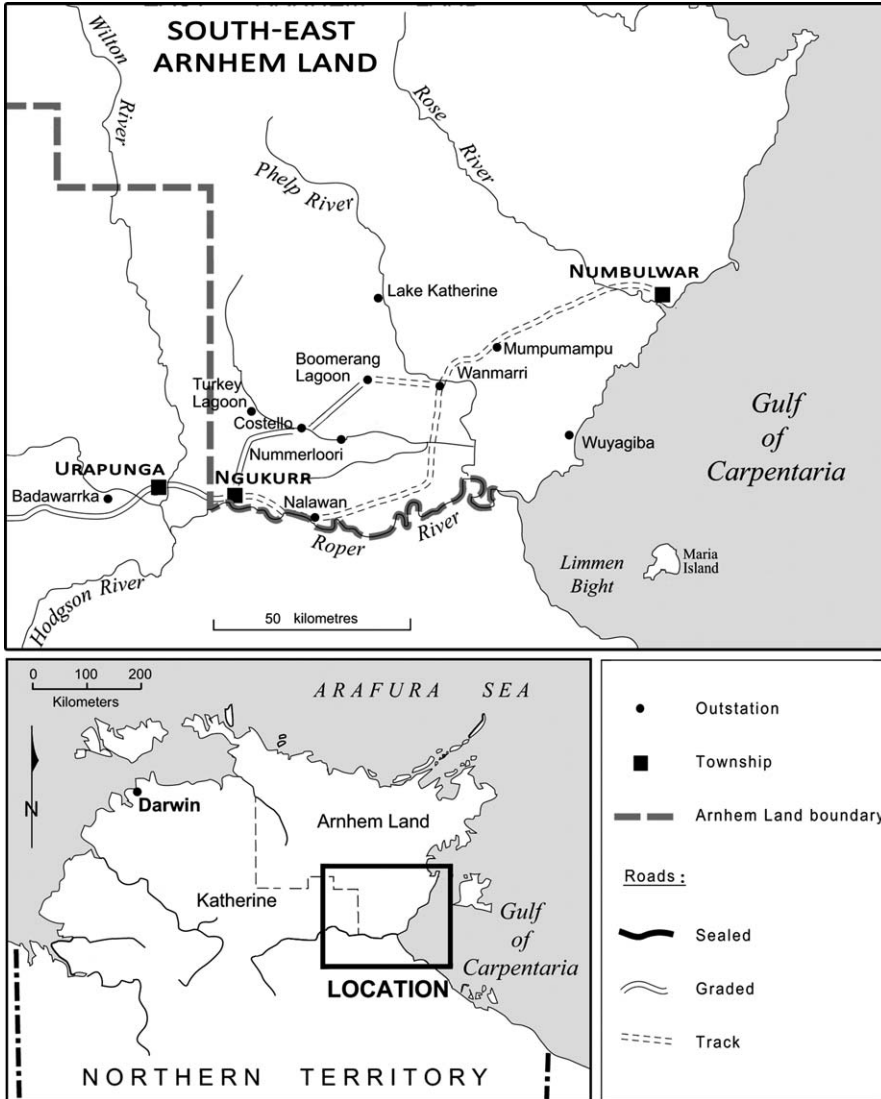 SOUTH-EAST
ARNHEM LAND
Wilton
River
Rose
River
Phelp River
NUMBULWAR
Lake Katherine
Mumpumampu
Boomerang
Lagoon
Wanmarri
Turkey
Lagoon
Costello
Nummerloori
Wuyagiba
Gulf
of
Carpentaria
URAPUNGA
NGUKURR
Badawarrka
Nalawan
Roper
River
Limmen
Bight
Maria
Island
Hodgson River
50 kilometres
0 100 200
Kilometers
ARAFURA SEA
N
Darwin
Arnhem Land
Katherine
Gulf
of
Carpentaria
LOCATION
NORTHERN TERRITORY
Outstation
Township
Arnhem Land boundary
Roads :
Sealed
Graded
Track